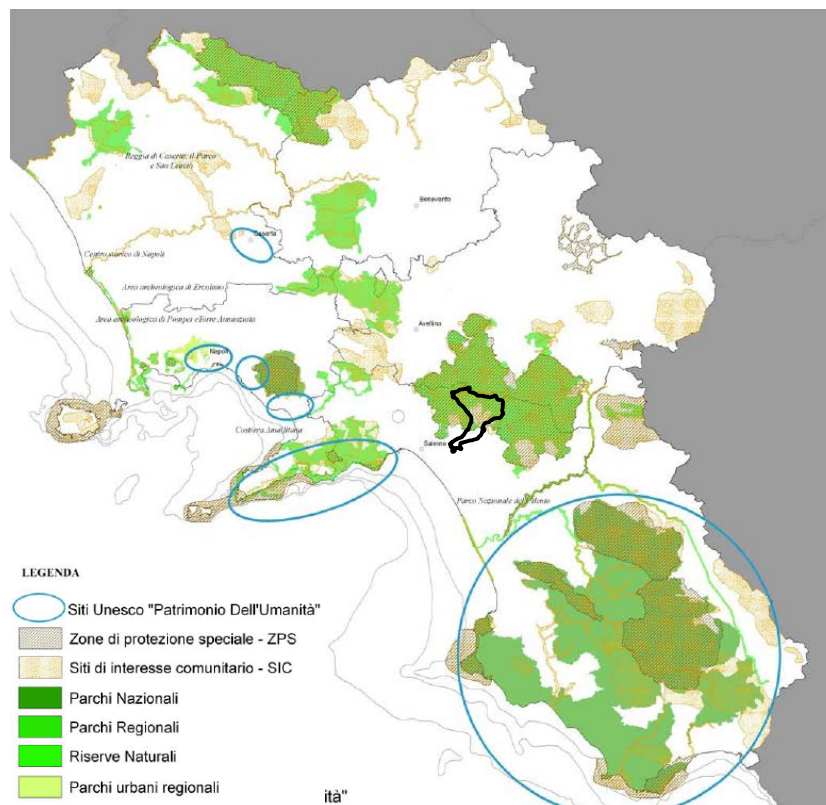 Reggia di Caserta: il Parco
e San Leucio
Benevento
Caserta
Centro storico di Napoli
Area archeologica di Ercolano
Area archeologica di Pompei e Torre Annunziata
Avellino
Napoli
Costiera Amalfitana
Salerno
Parco Nazionale del Cilento
LEGENDA
Siti Unesco "Patrimonio Dell'Umanità"
Zone di protezione speciale - ZPS
Siti di interesse comunitario - SIC
Parchi Nazionali
Parchi Regionali
Riserve Naturali
Parchi urbani regionali
ità"